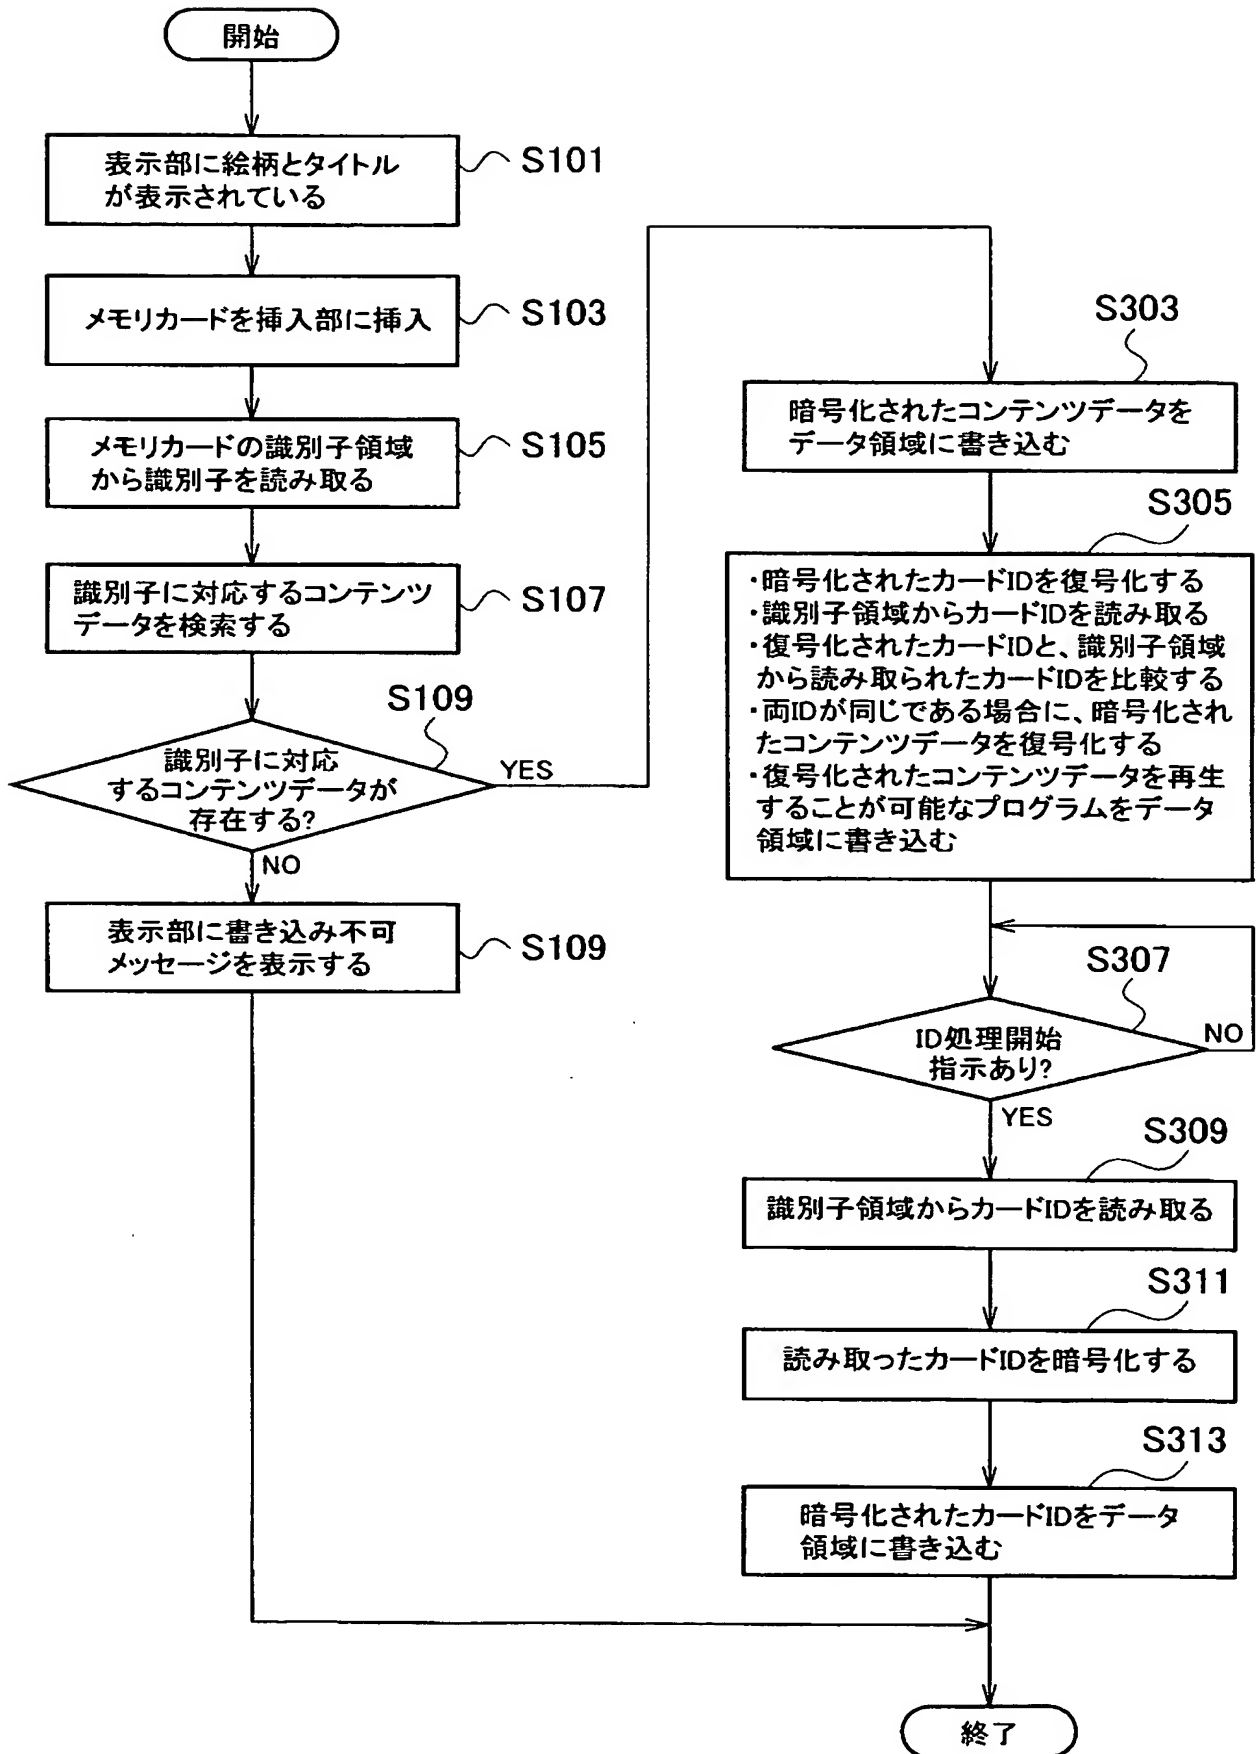 開始
表示部に絵柄とタイトル
が表示されている
S101
メモリカードを挿入部に挿入
S103
メモリカードの識別子領域
から識別子を読み取る
S105
識別子に対応するコンテンツ
データを検索する
S107
S109
識別子に対応
するコンテンツデータが
存在する?
YES
NO
表示部に書き込み不可
メッセージを表示する
S109
S303
暗号化されたコンテンツデータを
データ領域に書き込む
S305
・暗号化されたカードIDを復号化する
・識別子領域からカードIDを読み取る
・復号化されたカードIDと、識別子領域
から読み取られたカードIDを比較する
・両IDが同じである場合に、暗号化され
たコンテンツデータを復号化する
・復号化されたコンテンツデータを再生
することが可能なプログラムをデータ
領域に書き込む
S307
ID処理開始
指示あり?
NO
YES
S309
識別子領域からカードIDを読み取る
S311
読み取ったカードIDを暗号化する
S313
暗号化されたカードIDをデータ
領域に書き込む
終了